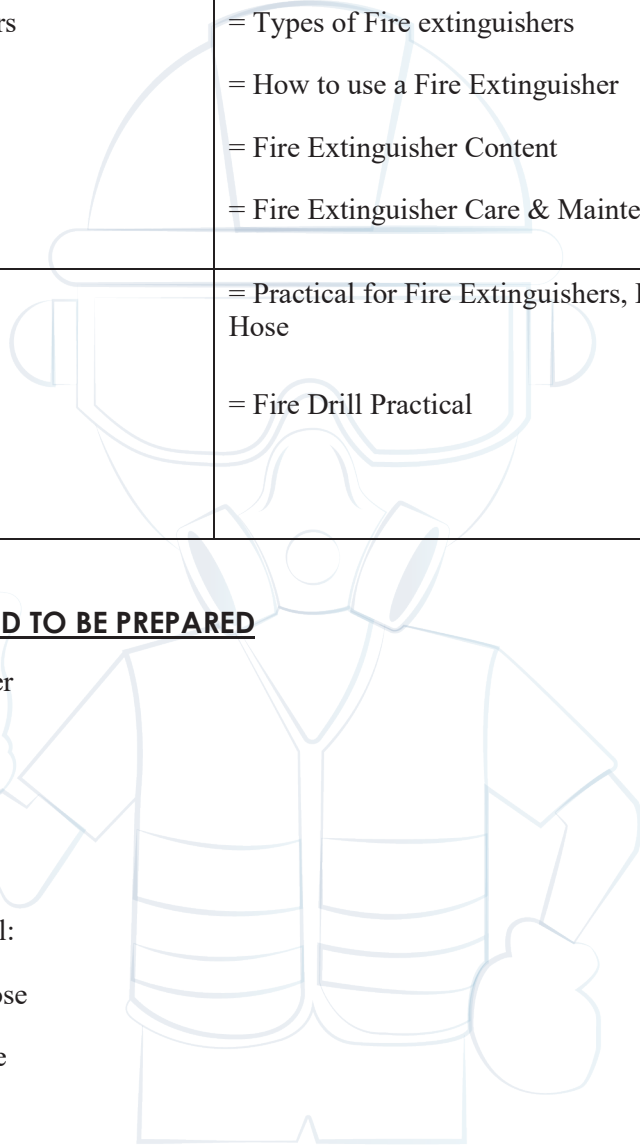 rs
= Types of Fire extinguishers
= How to use a Fire Extinguisher
= Fire Extinguisher Content
= Fire Extinguisher Care & Mainte
= Practical for Fire Extinguishers,
Hose
= Fire Drill Practical
D TO BE PREPARED
er
l:
ose
e